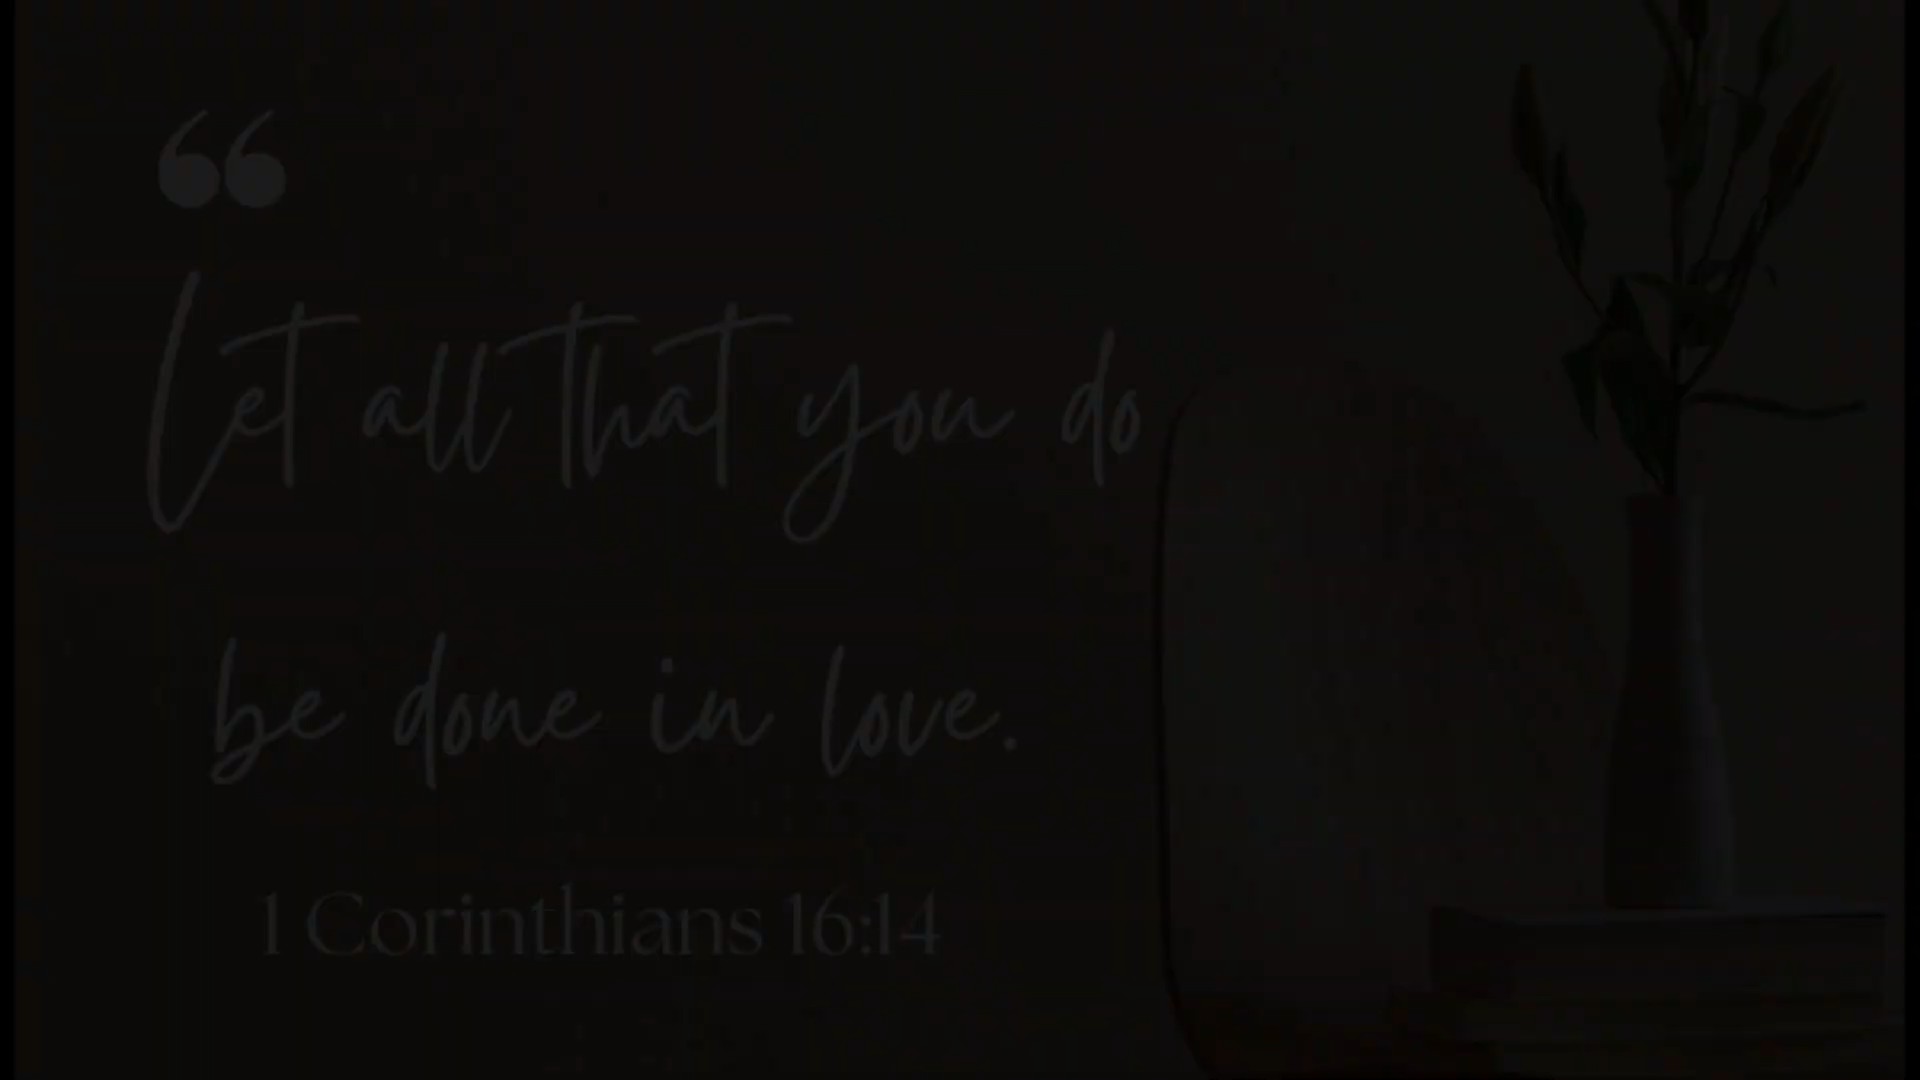 “
Let all that you do
be done in love.
1 Corinthians 16:14